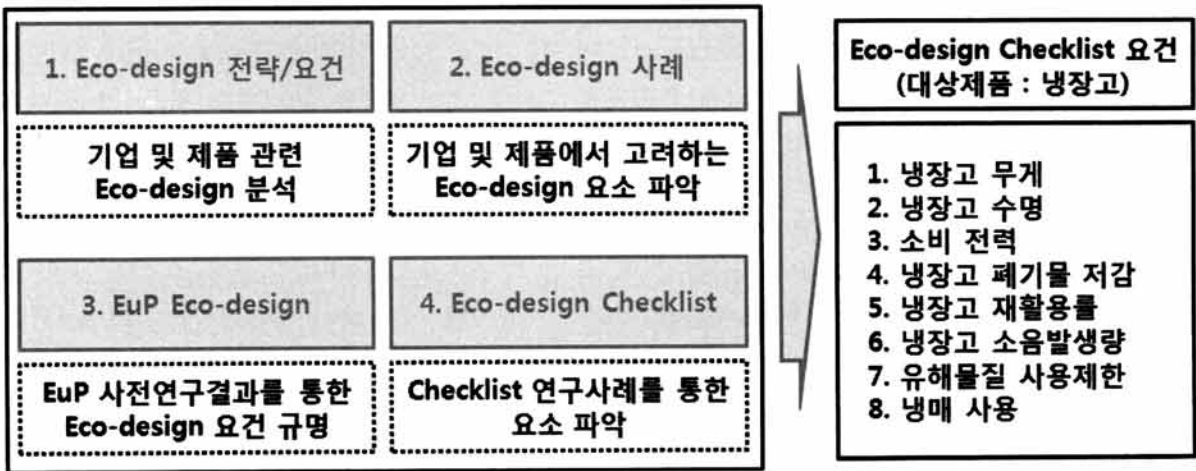 1. Eco-design 전략/요건
2. Eco-design 사례
기업 및 제품 관련
Eco-design 분석
기업 및 제품에서 고려하는
Eco-design 요소 파악
3. EuP Eco-design
4. Eco-design Checklist
EuP 사전연구결과를 통한
Eco-design 요건 규명
Checklist 연구사례를 통한
요소 파악
Eco-design Checklist 요건
(대상제품 : 냉장고)
1. 냉장고 무게
2. 냉장고 수명
3. 소비 전력
4. 냉장고 폐기물 저감
5. 냉장고 재활용률
6. 냉장고 소음발생량
7. 유해물질 사용제한
8. 냉매 사용